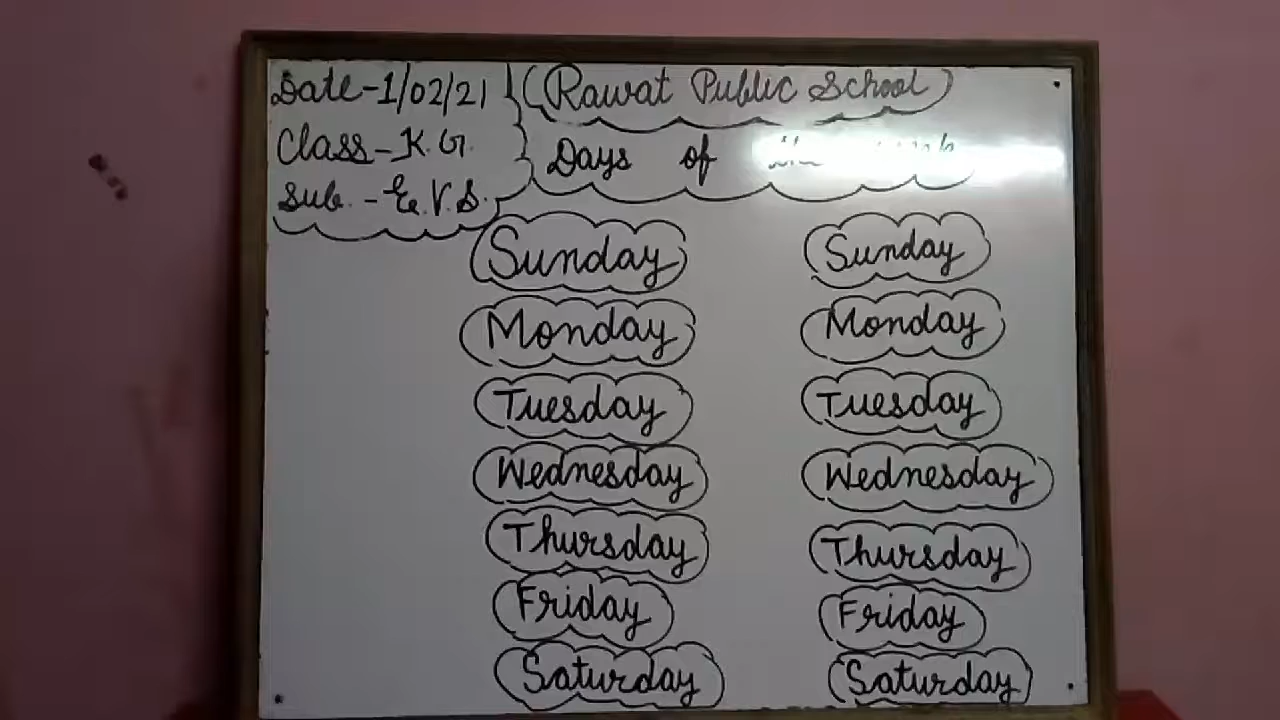 Date-1/02/21
Class-K.G.
Sub.-E.V.S.
(Rawat Public School)
Days of
Sunday Sunday
Monday Monday
Tuesday Tuesday
Wednesday Wednesday
Thursday Thursday
Friday Friday
Saturday Saturday